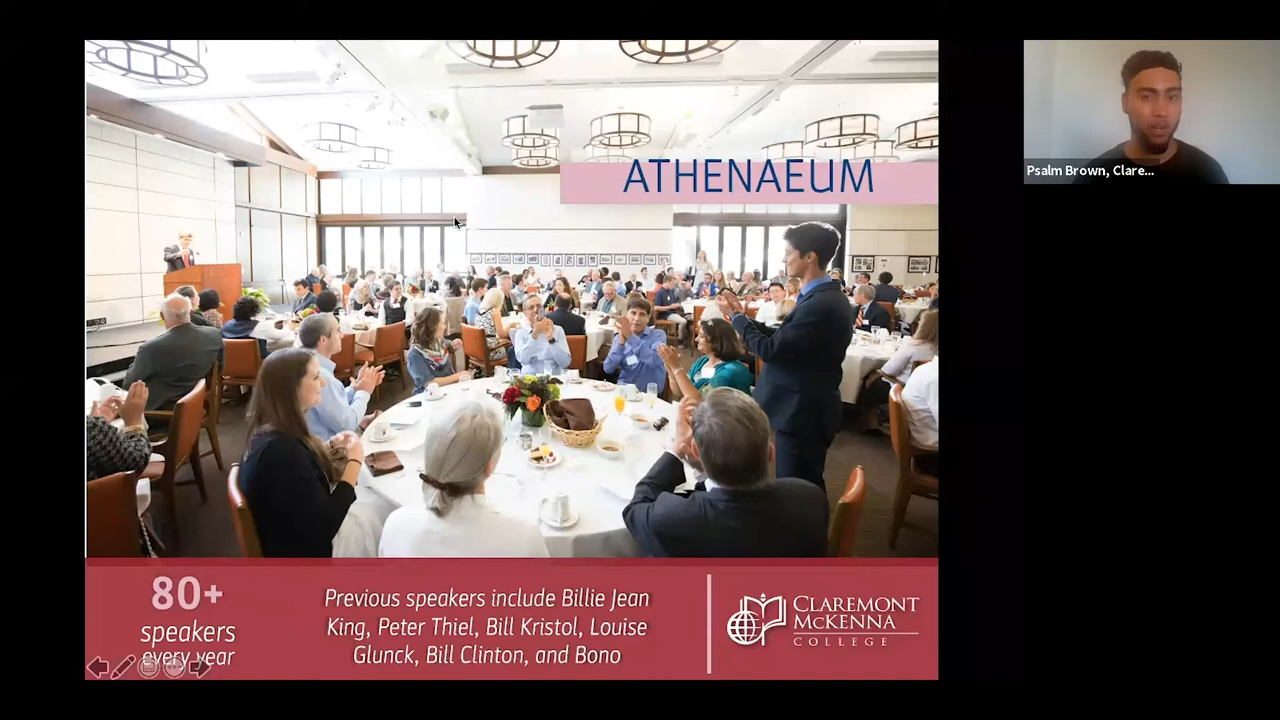 ATHENAEUM
Psalm Brown, Clare...
80+
speakers
every year
Previous speakers include Billie Jean
King, Peter Thiel, Bill Kristol, Louise
Glunck, Bill Clinton, and Bono
CLAREMONT
MCKENNA
COLLEGE